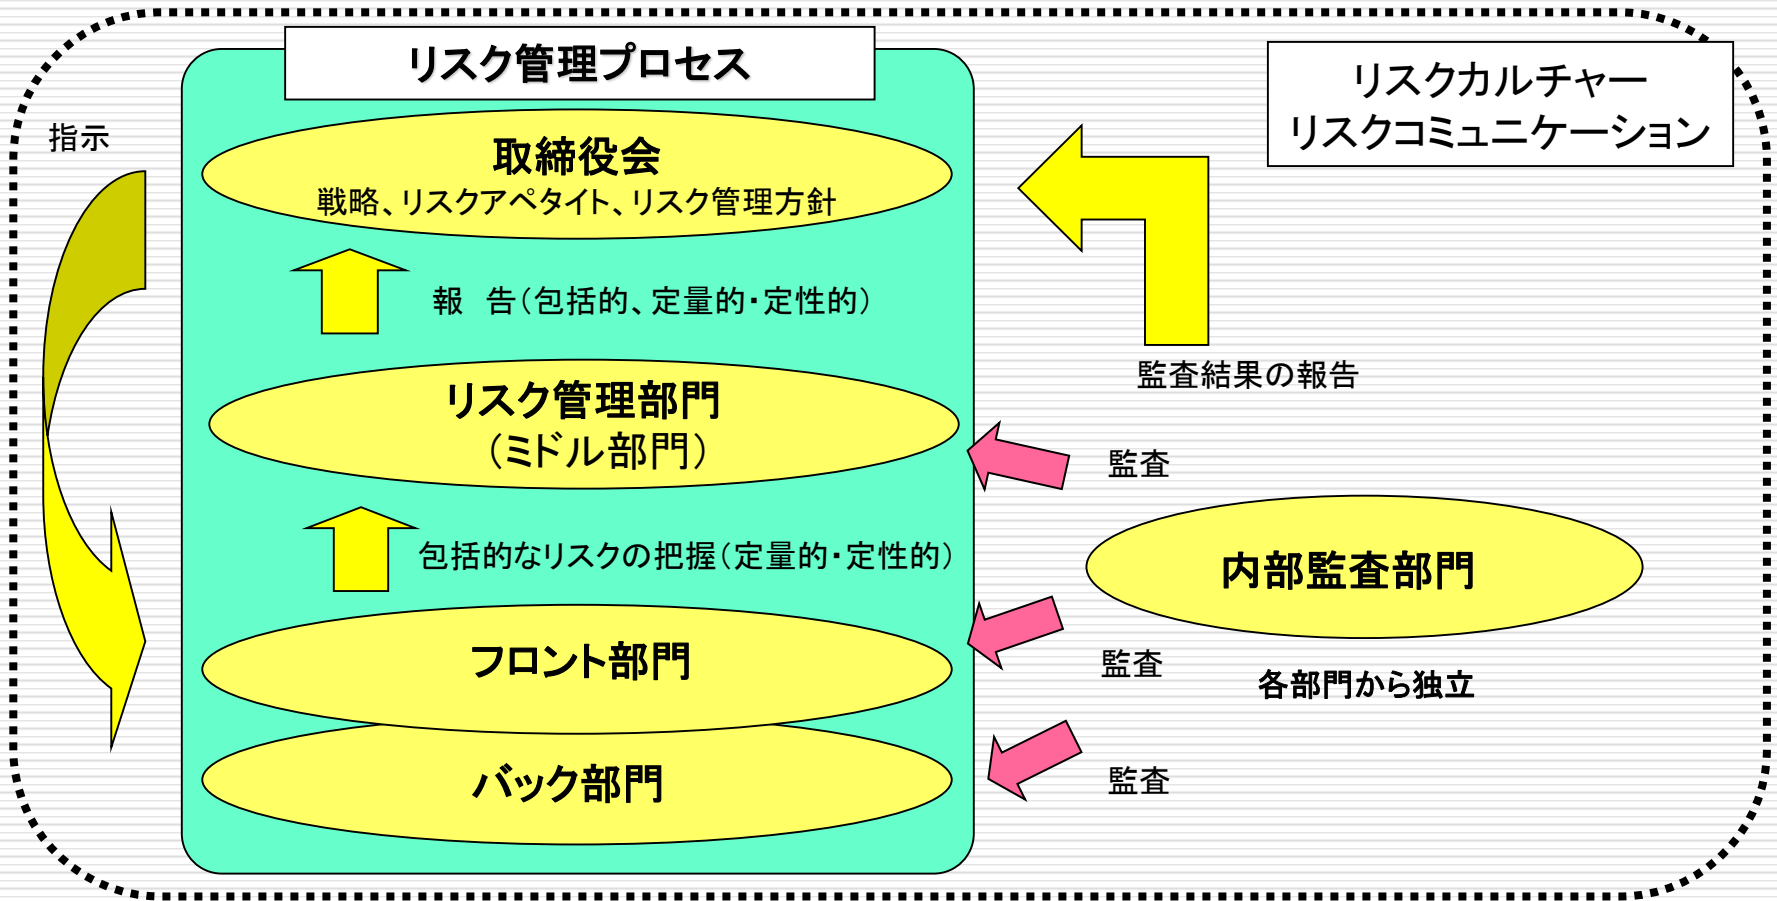 リスク管理プロセス
リスクカルチャー
リスクコミュニケーション
指示
取締役会
戦略、リスクアペタイト、リスク管理方針
報　告(包括的、定量的・定性的)
監査結果の報告
リスク管理部門
(ミドル部門)
監査
包括的なリスクの把握(定量的・定性的)
内部監査部門
フロント部門
監査
各部門から独立
バック部門
監査